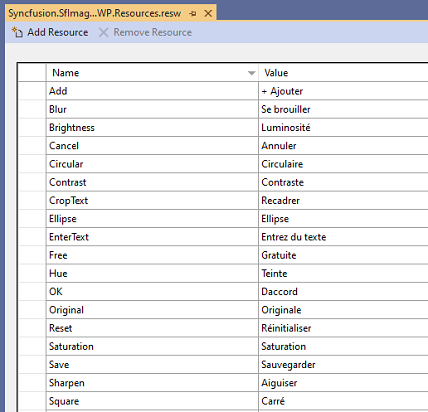 Syncfusion.SfImag...WP.Resources.resw
Add Resource Remove Resource
Name Value
Add + Ajouter
Blur Se brouiller
Brightness Luminosité
Cancel Annuler
Circular Circulaire
Contrast Contraste
CropText Recadrer
Ellipse Ellipse
EnterText Entrez du texte
Free Gratuite
Hue Teinte
OK Daccord
Original Originale
Reset Réinitialiser
Saturation Saturation
Save Sauvegarder
Sharpen Aiguiser
Square Carré